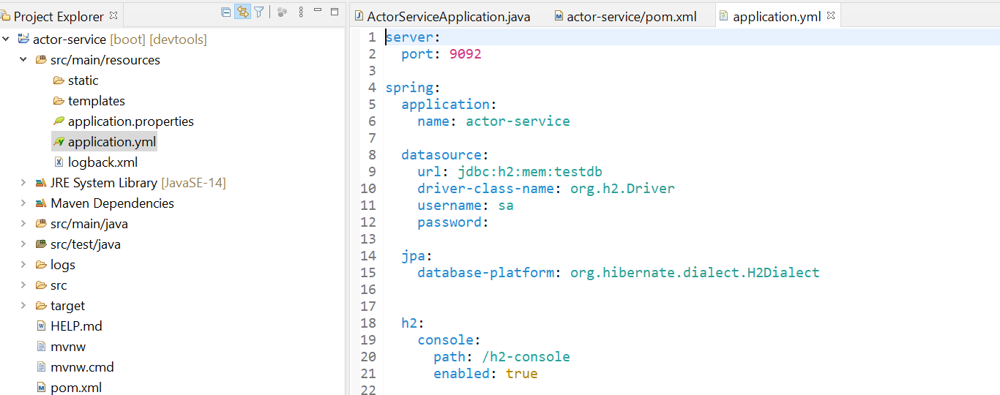 Project Explorer
actor-service [boot] [devtools]
src/main/resources
static
templates
application.properties
application.yml
logback.xml
JRE System Library [JavaSE-14]
Maven Dependencies
src/main/java
src/test/java
logs
src
target
HELP.md
mvnw
mvnw.cmd
pom.xml
ActorServiceApplication.java actor-service/pom.xml application.yml
1 server:
2   port: 9092
3
4 spring:
5   application:
6     name: actor-service
7
8   datasource:
9     url: jdbc:h2:mem:testdb
10     driver-class-name: org.h2.Driver
11     username: sa
12     password:
13
14   jpa:
15     database-platform: org.hibernate.dialect.H2Dialect
16
17
18   h2:
19     console:
20       path: /h2-console
21       enabled: true
22